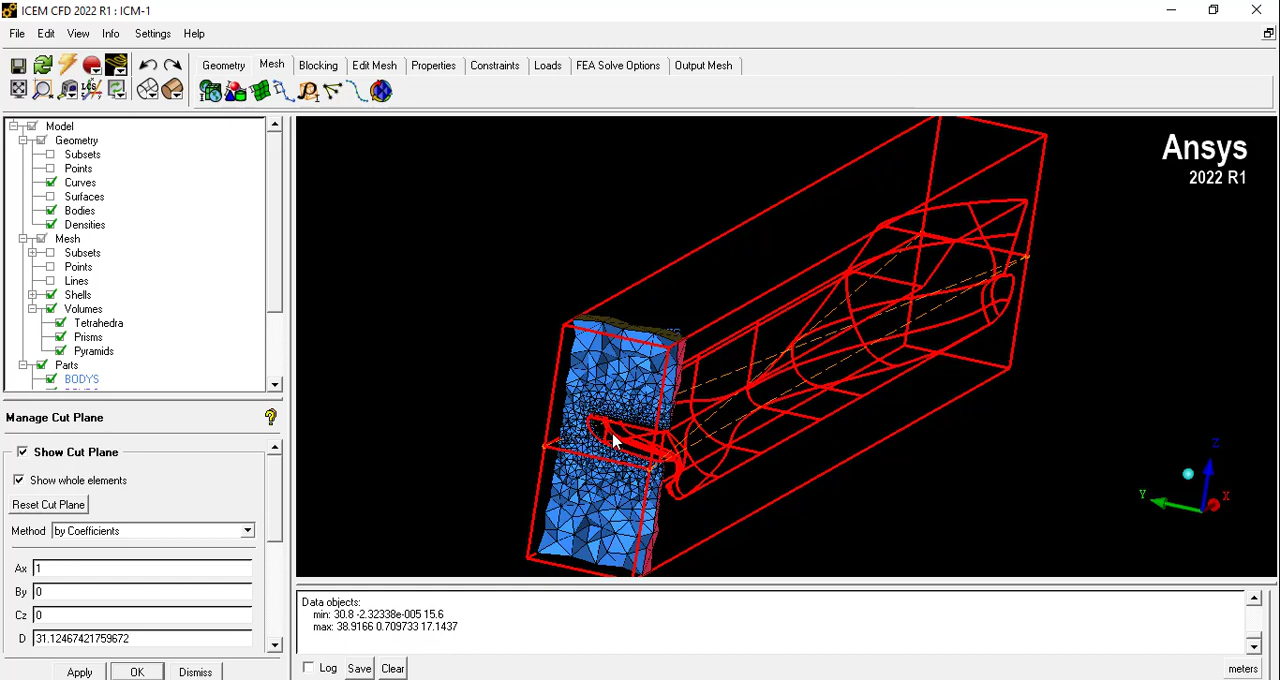 ICEM CFD 2022 R1 : ICM-1
File Edit View Info Settings Help
Geometry Mesh Blocking Edit Mesh Properties Constraints Loads FEA Solve Options Output Mesh
Model
Geometry
Subsets
Points
Curves
Surfaces
Bodies
Densities
Mesh
Subsets
Points
Lines
Shells
Volumes
Tetrahedra
Prisms
Pyramids
Parts
BODYS
Ansys
2022 R1
Z
Y
X
Manage Cut Plane
Show Cut Plane
Show whole elements
Reset Cut Plane
Method by Coefficients
Ax 1
By 0
Cz 0
D 31.12467421759672
Apply OK Dismiss
Data objects:
min: 30.8 -2.32338e-005 15.6
max: 38.9166 0.709733 17.1437
Log Save Clear
meters